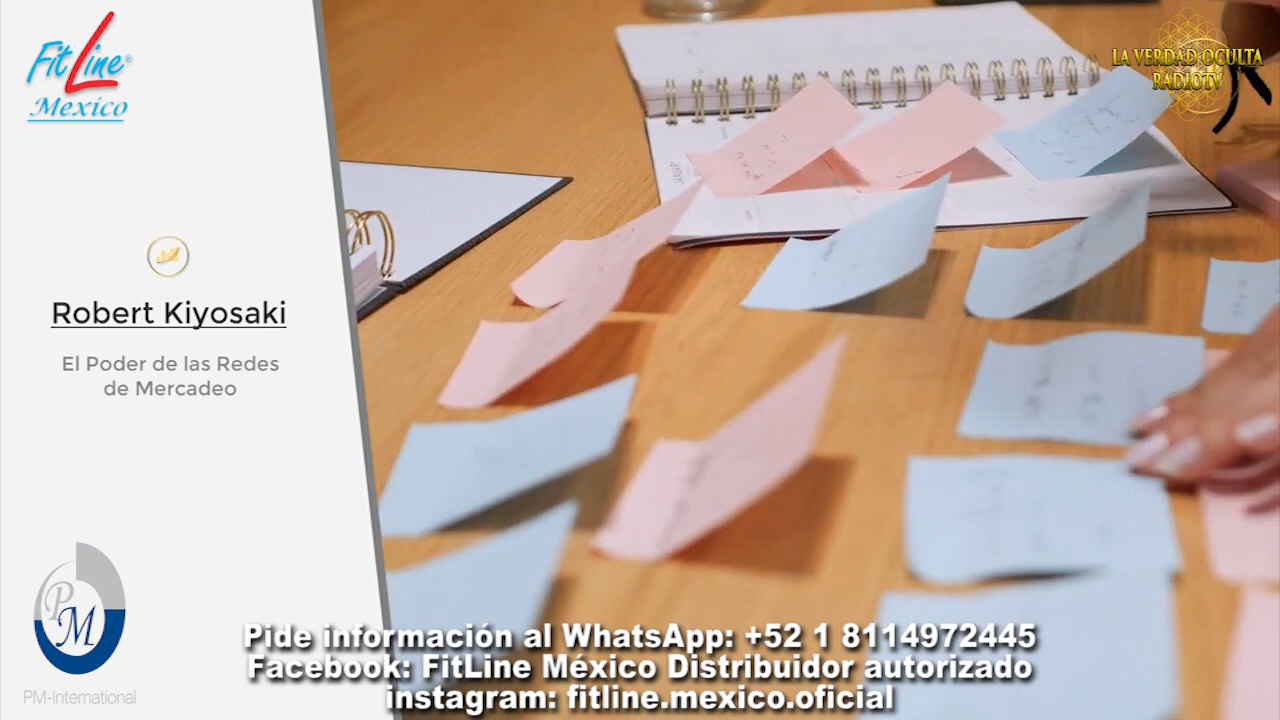 FitLine®
Mexico
LA VERDAD OCULTA
RADIOTV
JANUARY
Robert Kiyosaki
El Poder de las Redes
de Mercadeo
PM
PM-International
Pide información al WhatsApp: +52 1 8114972445
Facebook: FitLine México Distribuidor autorizado
instagram: fitline.mexico.oficial